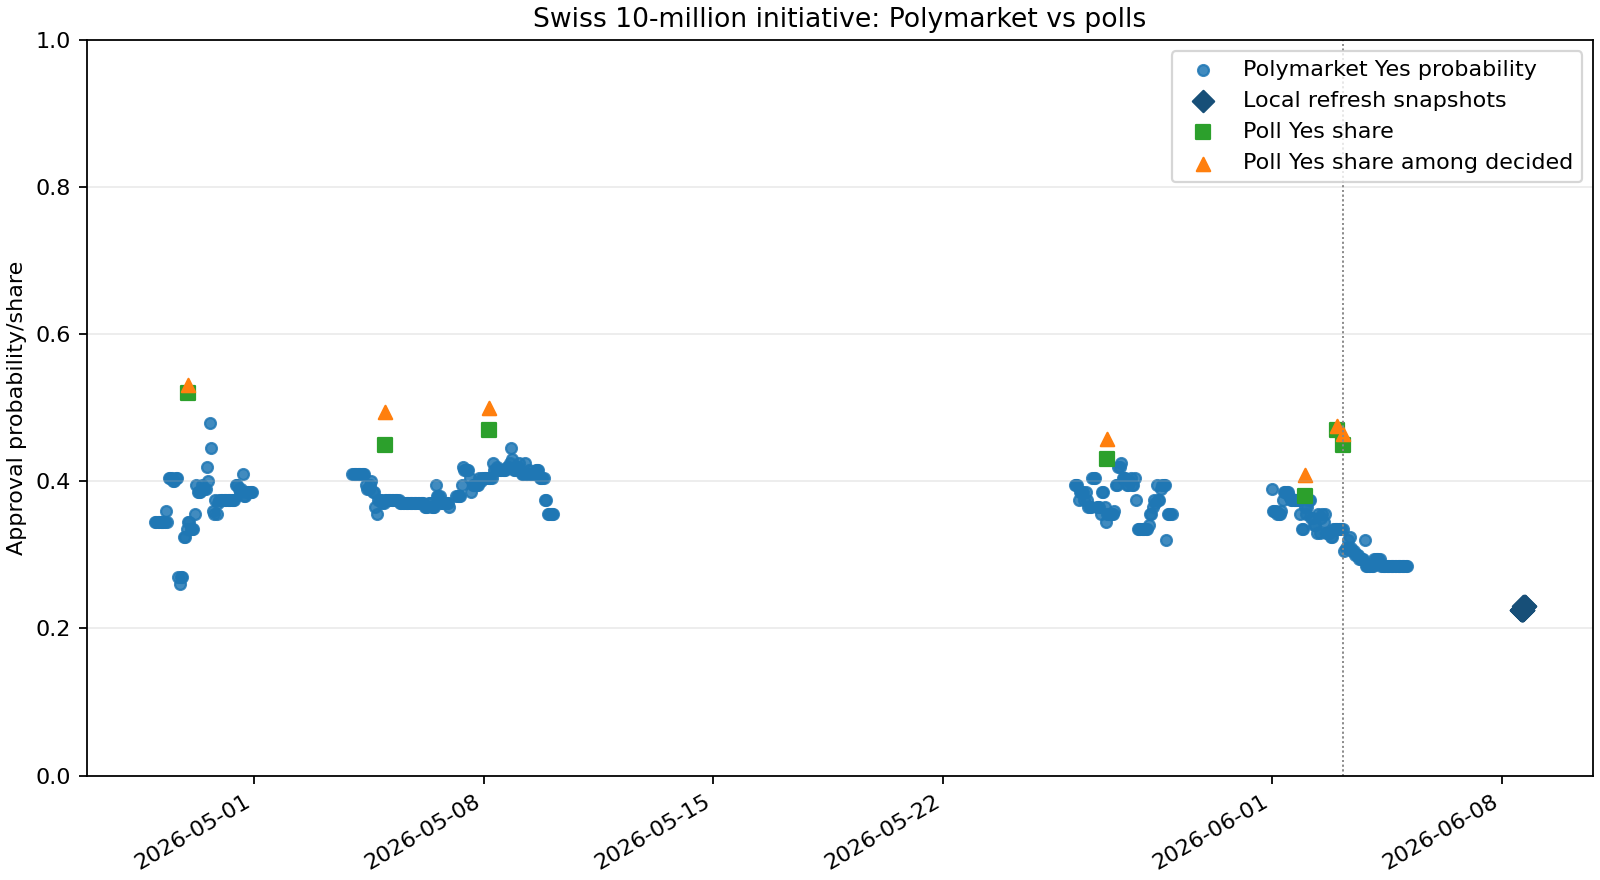 Swiss 10-million initiative: Polymarket vs polls
Approval probability/share
1.0
0.8
0.6
0.4
0.2
0.0
Polymarket Yes probability
Local refresh snapshots
Poll Yes share
Poll Yes share among decided
2026-05-01
2026-05-08
2026-05-15
2026-05-22
2026-06-01
2026-06-08